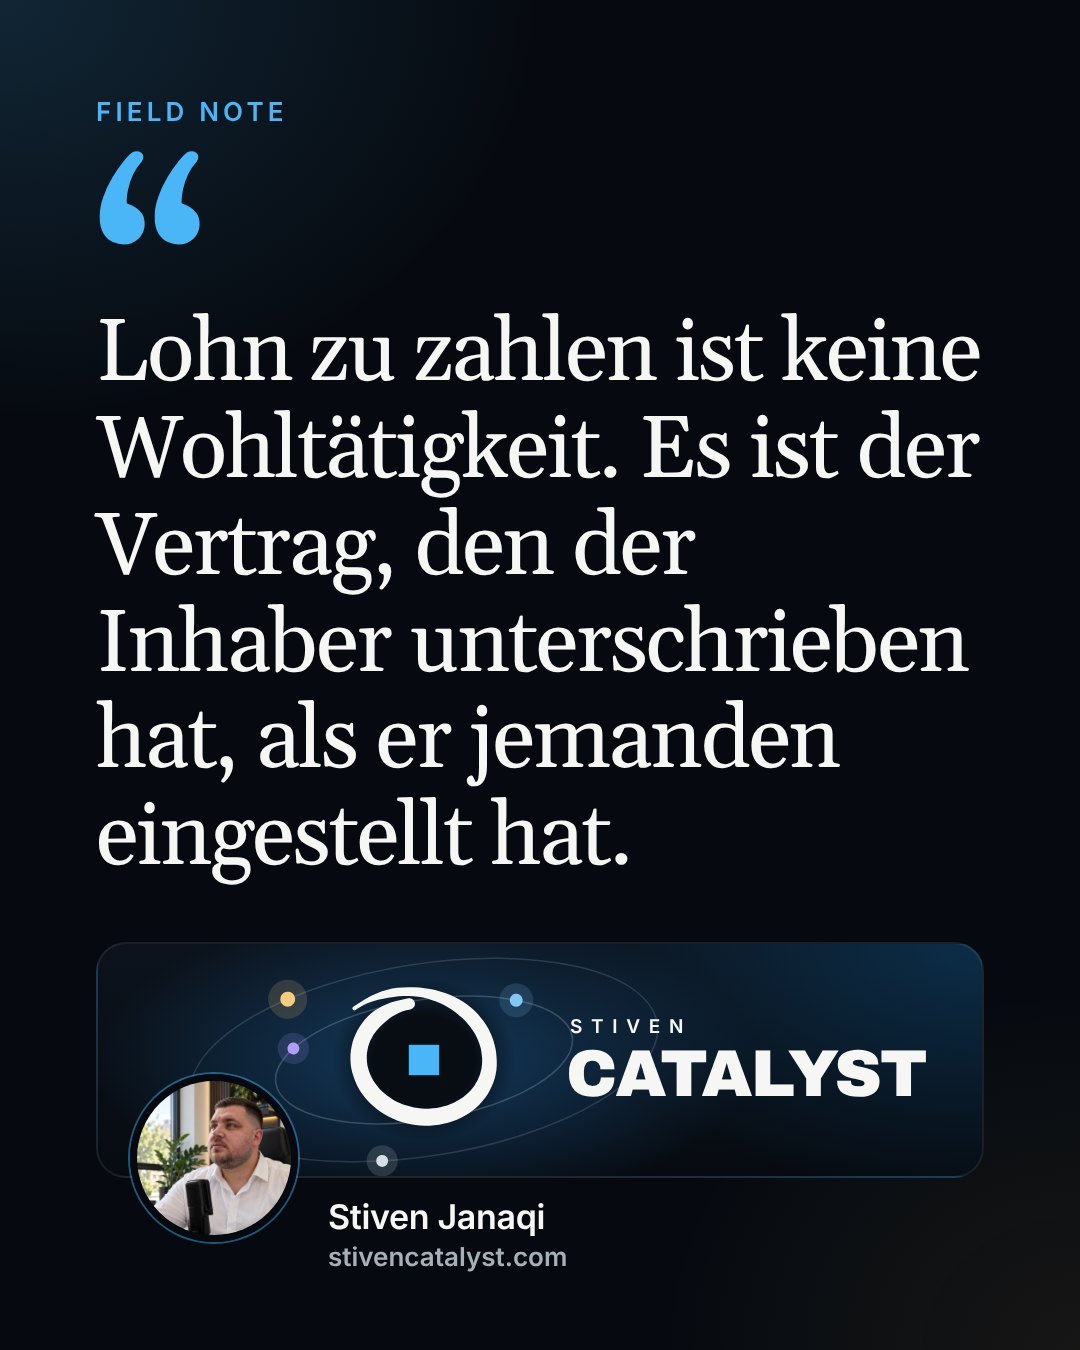 FIELD NOTE
“
Lohn zu zahlen ist keine
Wohltätigkeit. Es ist der
Vertrag, den der
Inhaber unterschrieben
hat, als er jemanden
eingestellt hat.
STIVEN
CATALYST
Stiven Janaqi
stivencatalyst.com